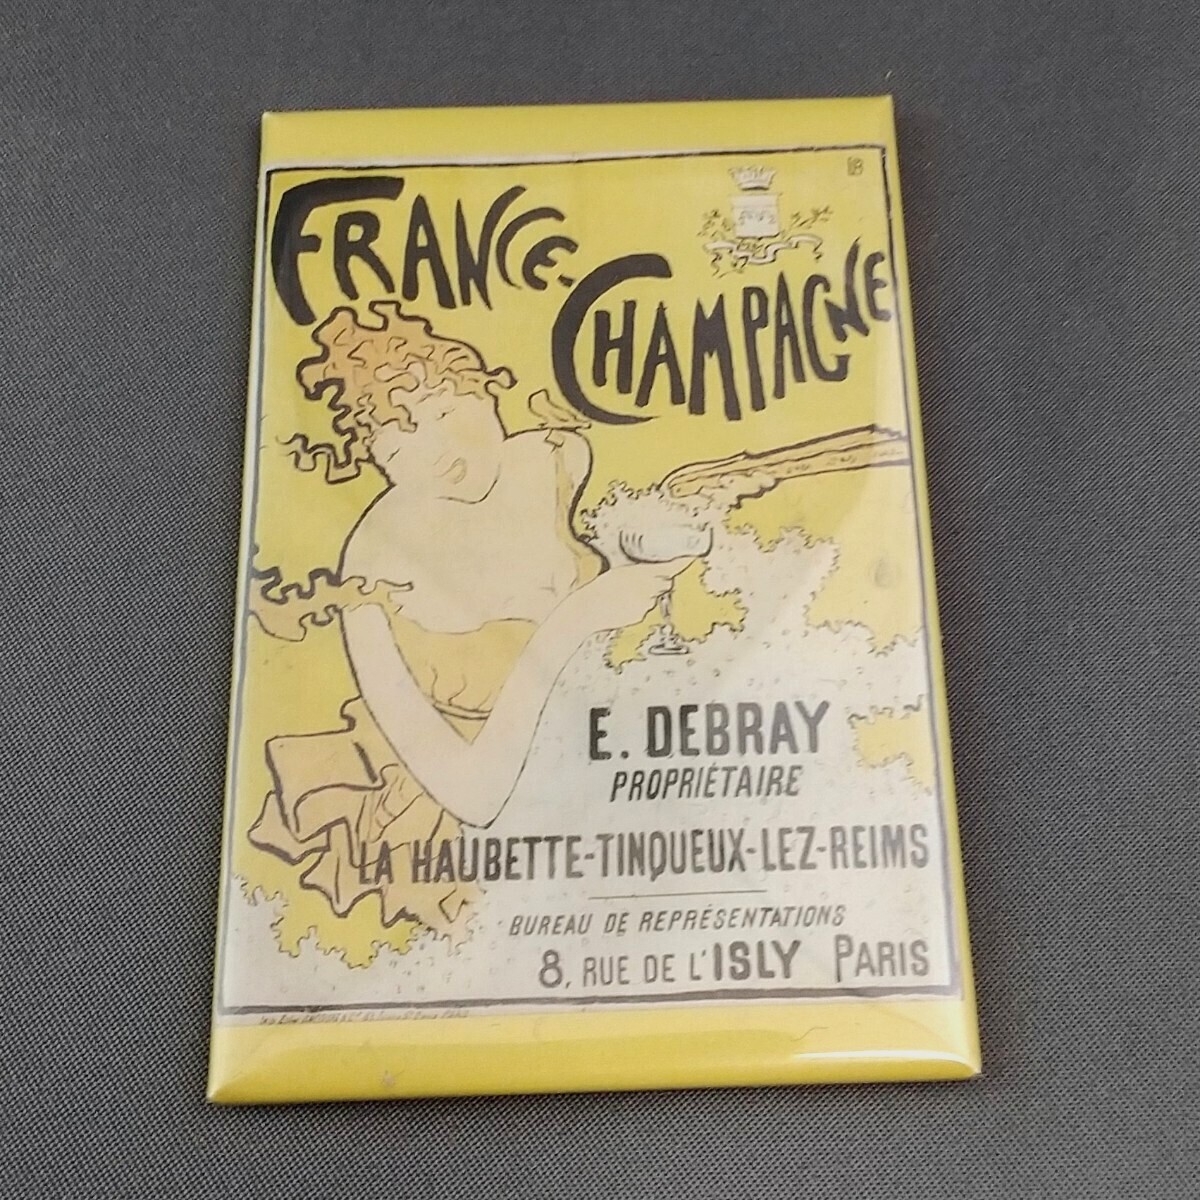 FRANCE-
CHAMPAGNE
E. DEBRAY
PROPRIÉTAIRE
LA HAUBETTE-TINQUEUX-LEZ-REIMS
BUREAU DE REPRÉSENTATIONS
8, RUE DE L'ISLY PARIS